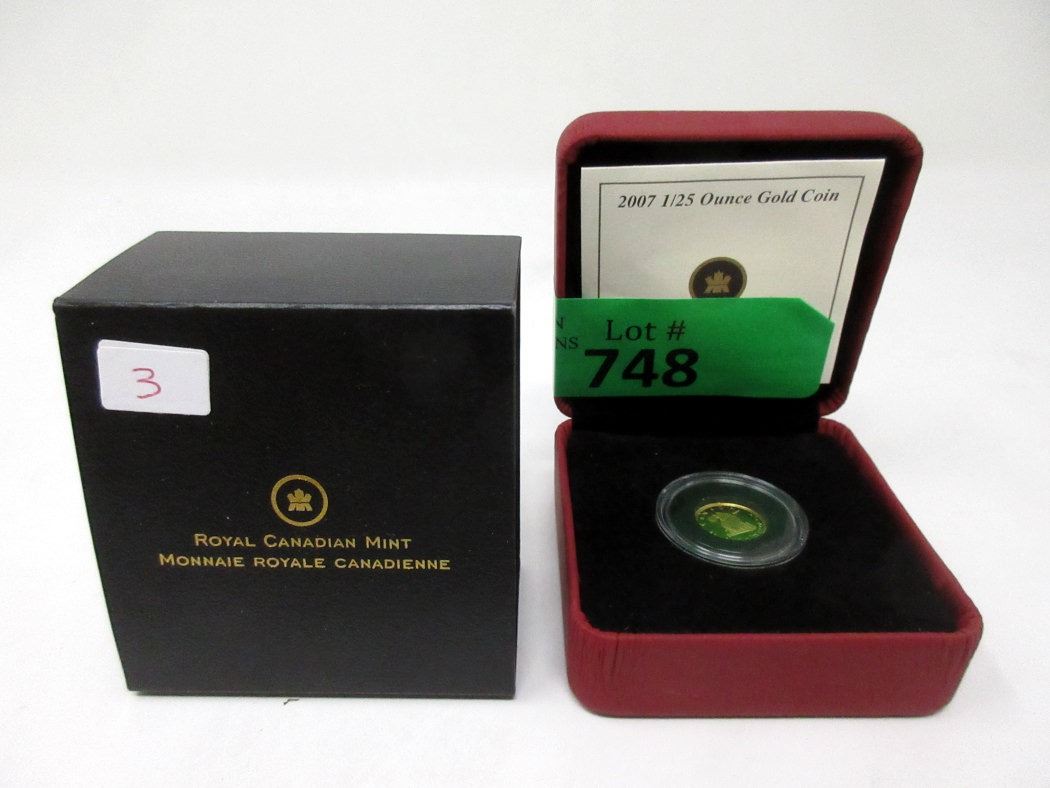 3
ROYAL CANADIAN MINT
MONNAIE ROYALE CANADIENNE
2007 1/25 Ounce Gold Coin
Lot #
748